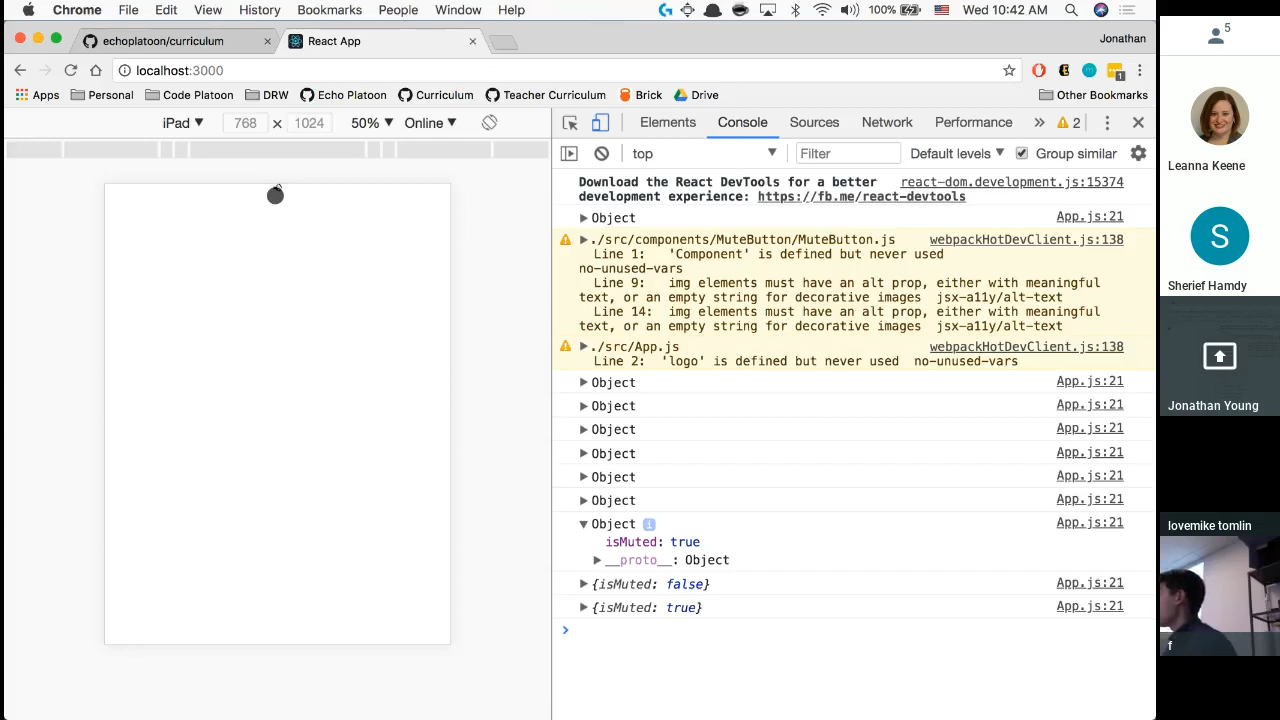 Chrome File Edit View History Bookmarks People Window Help 100% Wed 10:42 AM
5
echoplatoon/curriculum × React App × Jonathan
localhost:3000 1
Apps Personal Code Platoon DRW Echo Platoon Curriculum Teacher Curriculum Brick Drive Other Bookmarks
iPad ▼ 768 × 1024 50% ▼ Online ▼
Elements Console Sources Network Performance » 2
top ▼ Filter Default levels ▼ Group similar
Download the React DevTools for a better react-dom.development.js:15374
development experience: https://fb.me/react-devtools
Object App.js:21
./src/components/MuteButton/MuteButton.js webpackHotDevClient.js:138
Line 1: 'Component' is defined but never used
no-unused-vars
Line 9: img elements must have an alt prop, either with meaningful
text, or an empty string for decorative images jsx-a11y/alt-text
Line 14: img elements must have an alt prop, either with meaningful
text, or an empty string for decorative images jsx-a11y/alt-text
./src/App.js webpackHotDevClient.js:138
Line 2: 'logo' is defined but never used no-unused-vars
Object App.js:21
Object App.js:21
Object App.js:21
Object App.js:21
Object App.js:21
Object App.js:21
Object i App.js:21
isMuted: true
__proto__: Object
{isMuted: false} App.js:21
{isMuted: true} App.js:21
Leanna Keene
S
Sherief Hamdy
Jonathan Young
lovemike tomlin
f